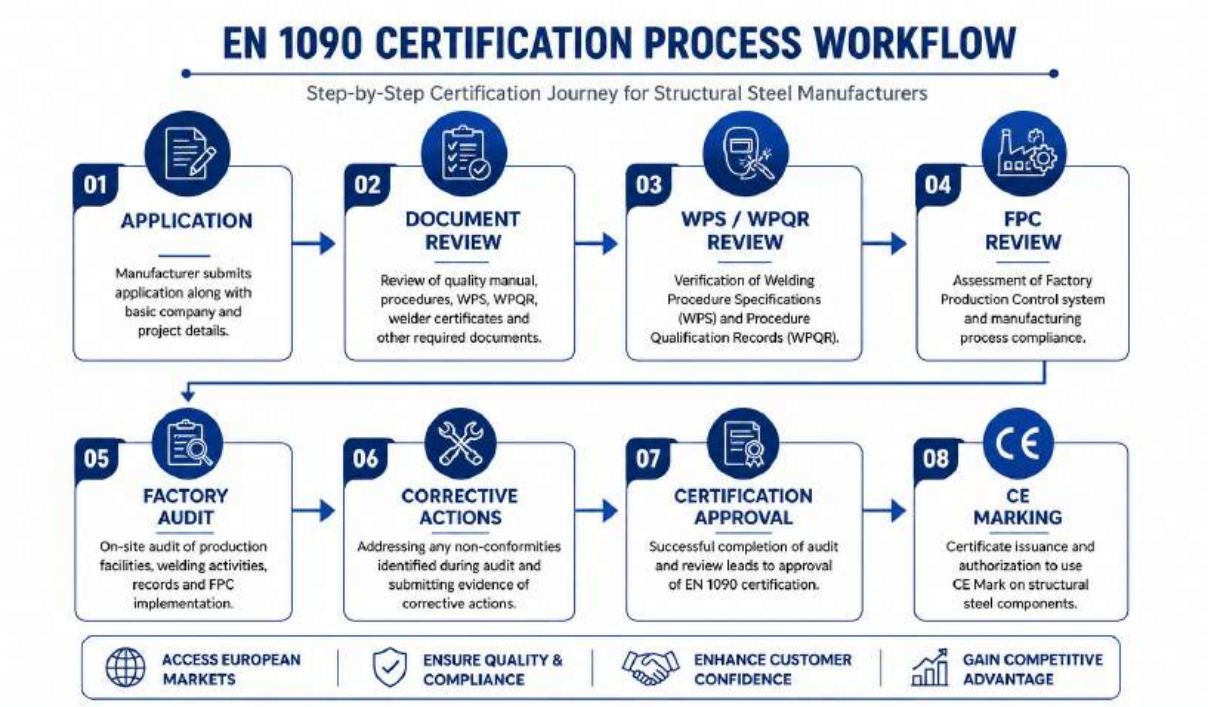 EN 1090 CERTIFICATION PROCESS WORKFLOW
Step-by-Step Certification Journey for Structural Steel Manufacturers
01
APPLICATION
Manufacturer submits
application along with
basic company and
project details.
02
DOCUMENT
REVIEW
Review of quality manual,
procedures, WPS, WPQR,
welder certificates and
other required documents.
03
WPS / WPQR
REVIEW
Verification of Welding
Procedure Specifications
(WPS) and Procedure
Qualification Records (WPQR).
04
FPC
REVIEW
Assessment of Factory
Production Control system
and manufacturing
process compliance.
05
FACTORY
AUDIT
On-site audit of production
facilities, welding activities,
records and FPC
implementation.
06
CORRECTIVE
ACTIONS
Addressing any non-conformities
identified during audit and
submitting evidence of
corrective actions.
07
CERTIFICATION
APPROVAL
Successful completion of audit
and review leads to approval
of EN 1090 certification.
08
CE
CE
MARKING
Certificate issuance and
authorization to use
CE Mark on structural
steel components.
ACCESS EUROPEAN
MARKETS
ENSURE QUALITY &
COMPLIANCE
ENHANCE CUSTOMER
CONFIDENCE
GAIN COMPETITIVE
ADVANTAGE